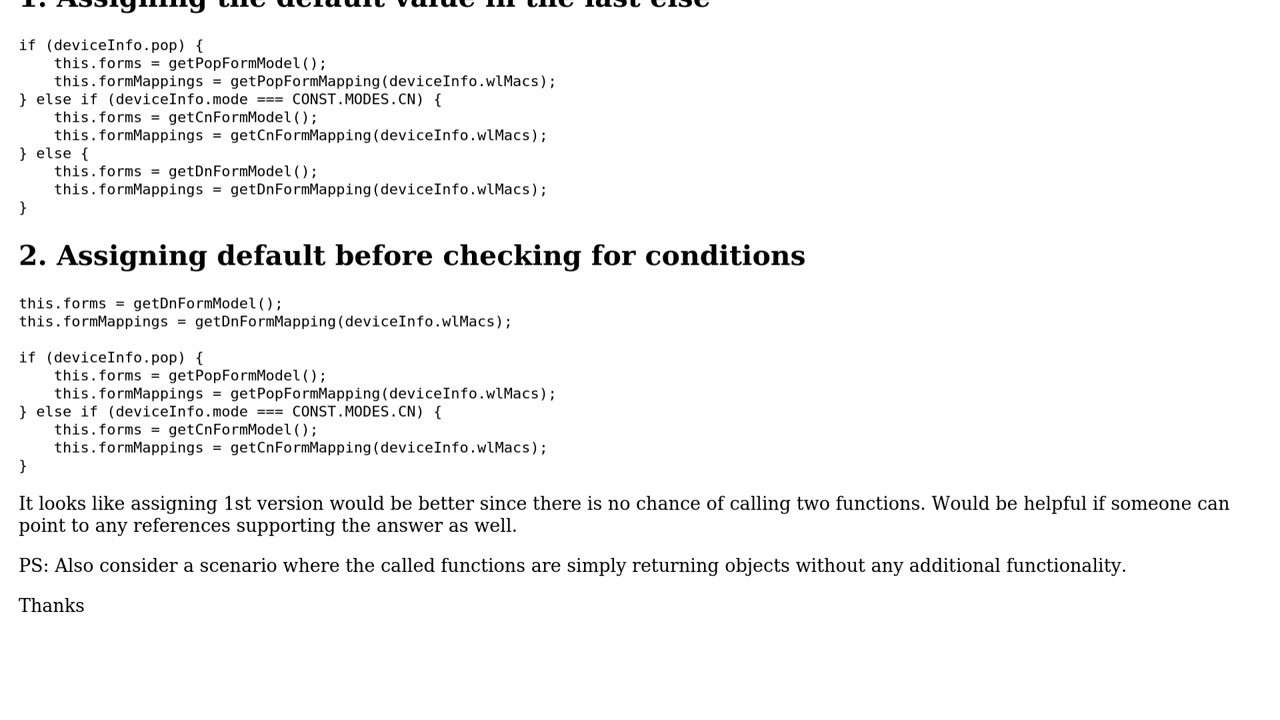 1. Assigning the default value in the last else
if (deviceInfo.pop) {
    this.forms = getPopFormModel();
    this.formMappings = getPopFormMapping(deviceInfo.wlMacs);
} else if (deviceInfo.mode === CONST.MODES.CN) {
    this.forms = getCnFormModel();
    this.formMappings = getCnFormMapping(deviceInfo.wlMacs);
} else {
    this.forms = getDnFormModel();
    this.formMappings = getDnFormMapping(deviceInfo.wlMacs);
}
2. Assigning default before checking for conditions
this.forms = getDnFormModel();
this.formMappings = getDnFormMapping(deviceInfo.wlMacs);
if (deviceInfo.pop) {
    this.forms = getPopFormModel();
    this.formMappings = getPopFormMapping(deviceInfo.wlMacs);
} else if (deviceInfo.mode === CONST.MODES.CN) {
    this.forms = getCnFormModel();
    this.formMappings = getCnFormMapping(deviceInfo.wlMacs);
}
It looks like assigning 1st version would be better since there is no chance of calling two functions. Would be helpful if someone can
point to any references supporting the answer as well.
PS: Also consider a scenario where the called functions are simply returning objects without any additional functionality.
Thanks